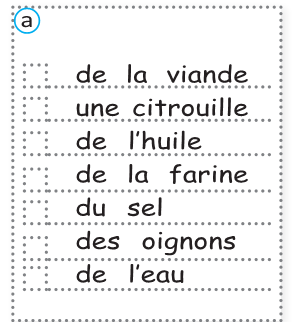 a
de la viande
une citrouille
de l'huile
de la farine
du sel
des oignons
de l'eau